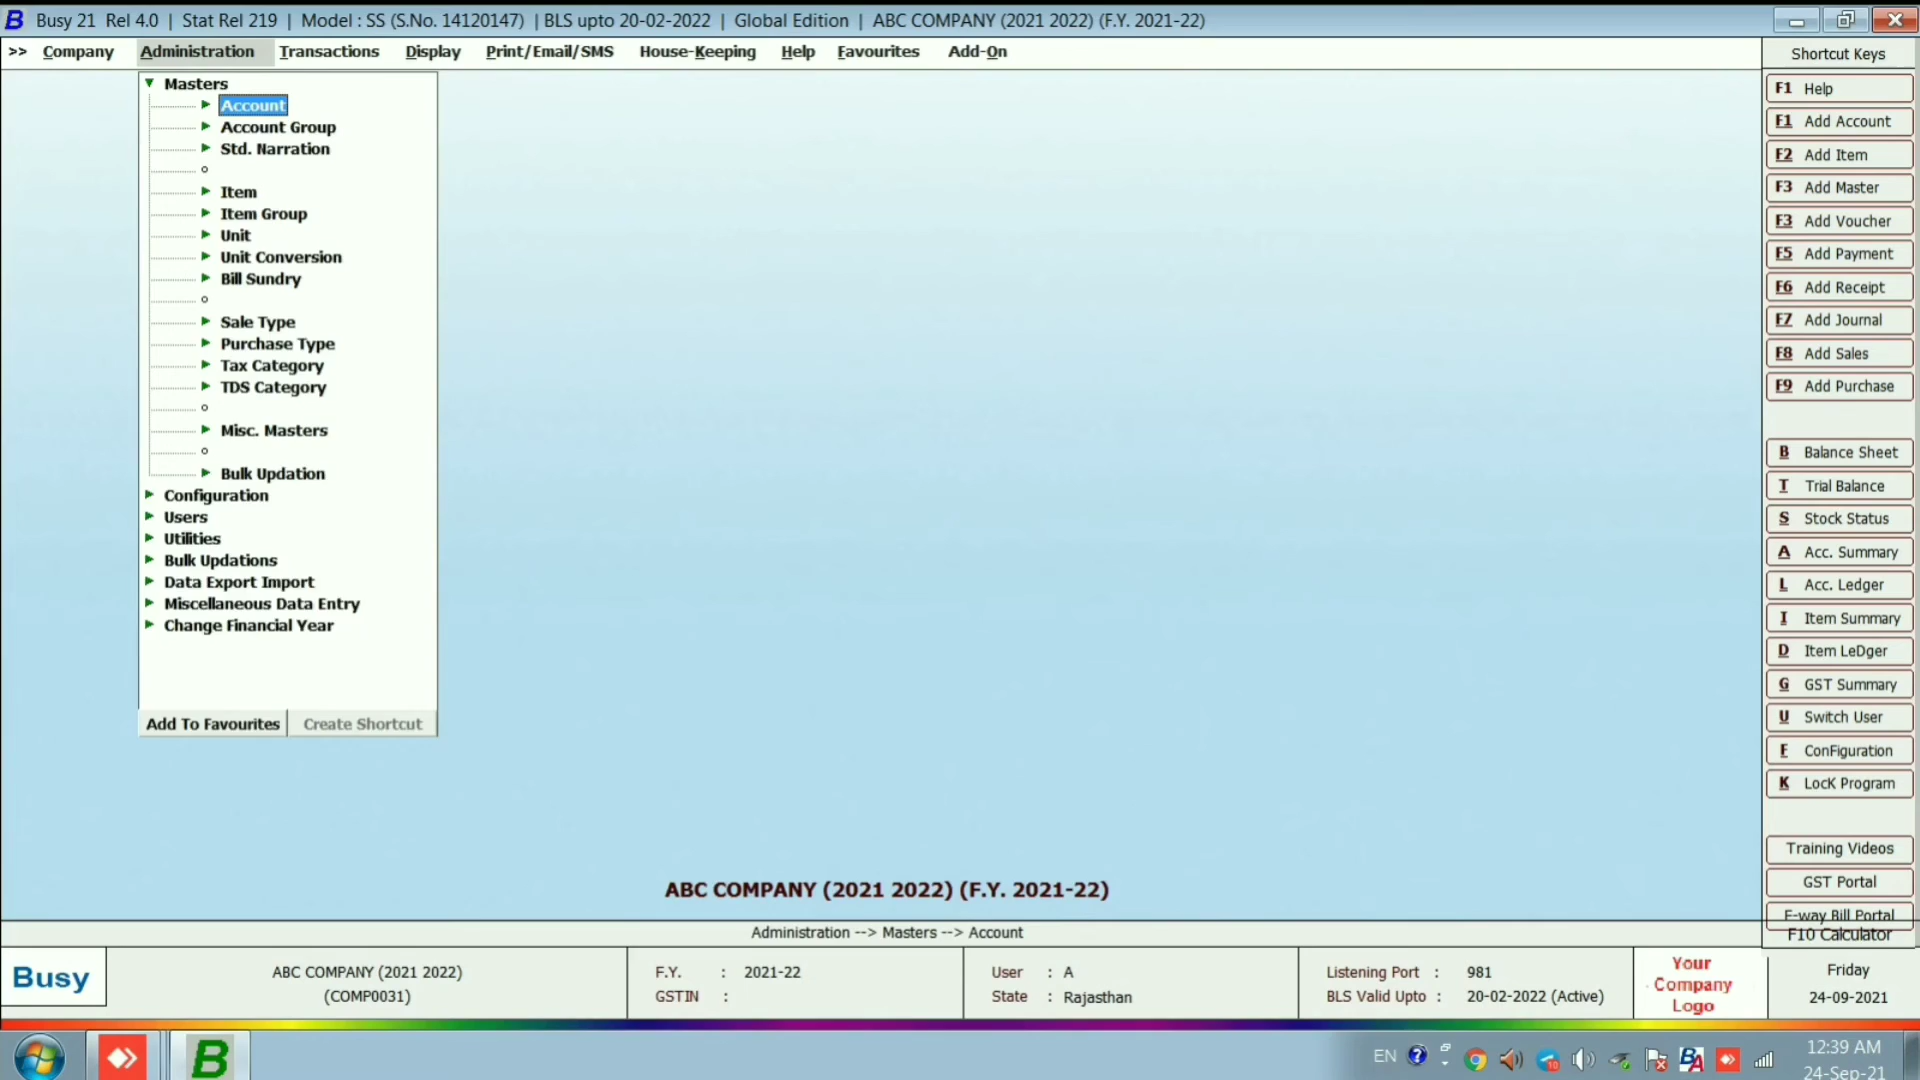 Busy 21 Rel 4.0 | Stat Rel 219 | Model : SS (S.No. 14120147) | BLS upto 20-02-2022 | Global Edition | ABC COMPANY (2021 2022) (F.Y. 2021-22)
>> Company Administration Transactions Display Print/Email/SMS House-Keeping Help Favourites Add-On
Masters
Account
Account Group
Std. Narration
Item
Item Group
Unit
Unit Conversion
Bill Sundry
Sale Type
Purchase Type
Tax Category
TDS Category
Misc. Masters
Bulk Updation
Configuration
Users
Utilities
Bulk Updations
Data Export Import
Miscellaneous Data Entry
Change Financial Year
Add To Favourites Create Shortcut
Shortcut Keys
F1 Help
F1 Add Account
F2 Add Item
F3 Add Master
F3 Add Voucher
F5 Add Payment
F6 Add Receipt
F7 Add Journal
F8 Add Sales
F9 Add Purchase
B Balance Sheet
T Trial Balance
S Stock Status
A Acc. Summary
L Acc. Ledger
I Item Summary
D Item LeDger
G GST Summary
U Switch User
F ConFiguration
K LocK Program
Training Videos
GST Portal
E-way Bill Portal
F10 Calculator
ABC COMPANY (2021 2022) (F.Y. 2021-22)
Administration --> Masters --> Account
Busy
ABC COMPANY (2021 2022)
(COMP0031)
F.Y. : 2021-22
GSTIN :
User : A
State : Rajasthan
Listening Port : 981
BLS Valid Upto : 20-02-2022 (Active)
Your
Company
Logo
Friday
24-09-2021
EN
12:39 AM
24-Sep-21